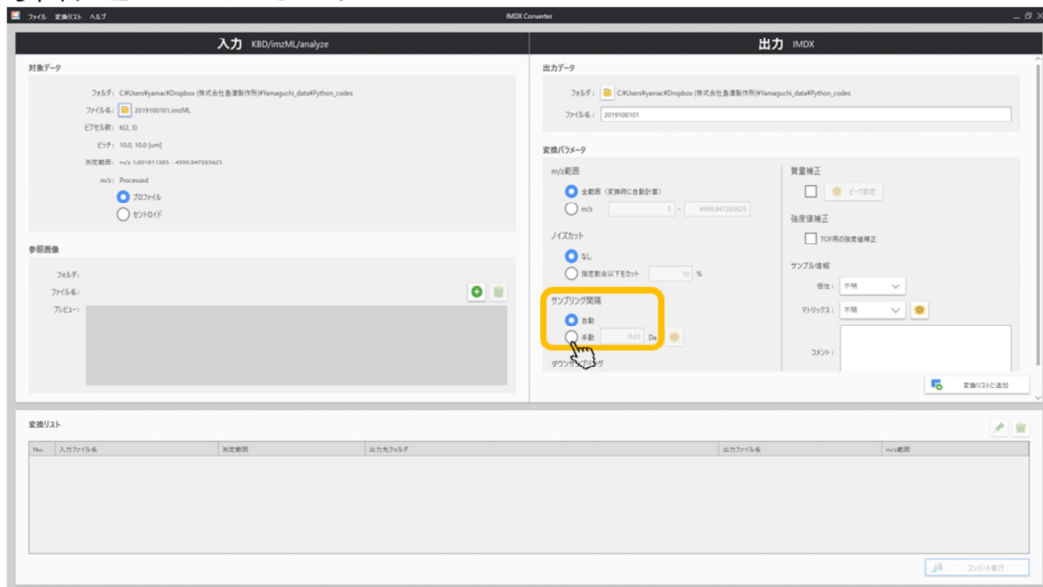 ファイル 変換リスト ヘルプ
IMDX Converter
入力 KBD/imzML/analyze
対象データ
フォルダ: C:¥Users¥yamac¥Dropbox (株式会社島津製作所)¥Yamaguchi_data¥Python_codes
ファイル名: 2019100101.imzML
ピクセル数: 6(2, 3)
ピッチ: 10.0, 10.0 [um]
測定範囲: m/z 1.001811385 - 4999.947265625
m/z: Processed
プロファイル
セントロイド
参照画像
フォルダ:
ファイル名:
プレビュー:
出力 IMDX
出力データ
フォルダ: C:¥Users¥yamac¥Dropbox (株式会社島津製作所)¥Yamaguchi_data¥Python_codes
ファイル名: 2019100101
変換パラメータ
m/z範囲
全範囲 (変換時に自動計算)
m/z 5 - 4999.947265625
ノイズカット
なし
指定割合以下をカット 10 %
サンプリング間隔
自動
手動 0.01 Da
ダウンサンプリング
質量補正
ピーク設定
強度値補正
TOF用の強度値補正
サンプル情報
極性: 不明
マトリックス: 不明
コメント:
変換リストに追加
変換リスト
No. 入力ファイル名 測定範囲 出力先フォルダ 出力ファイル名 m/z範囲
コンバート実行